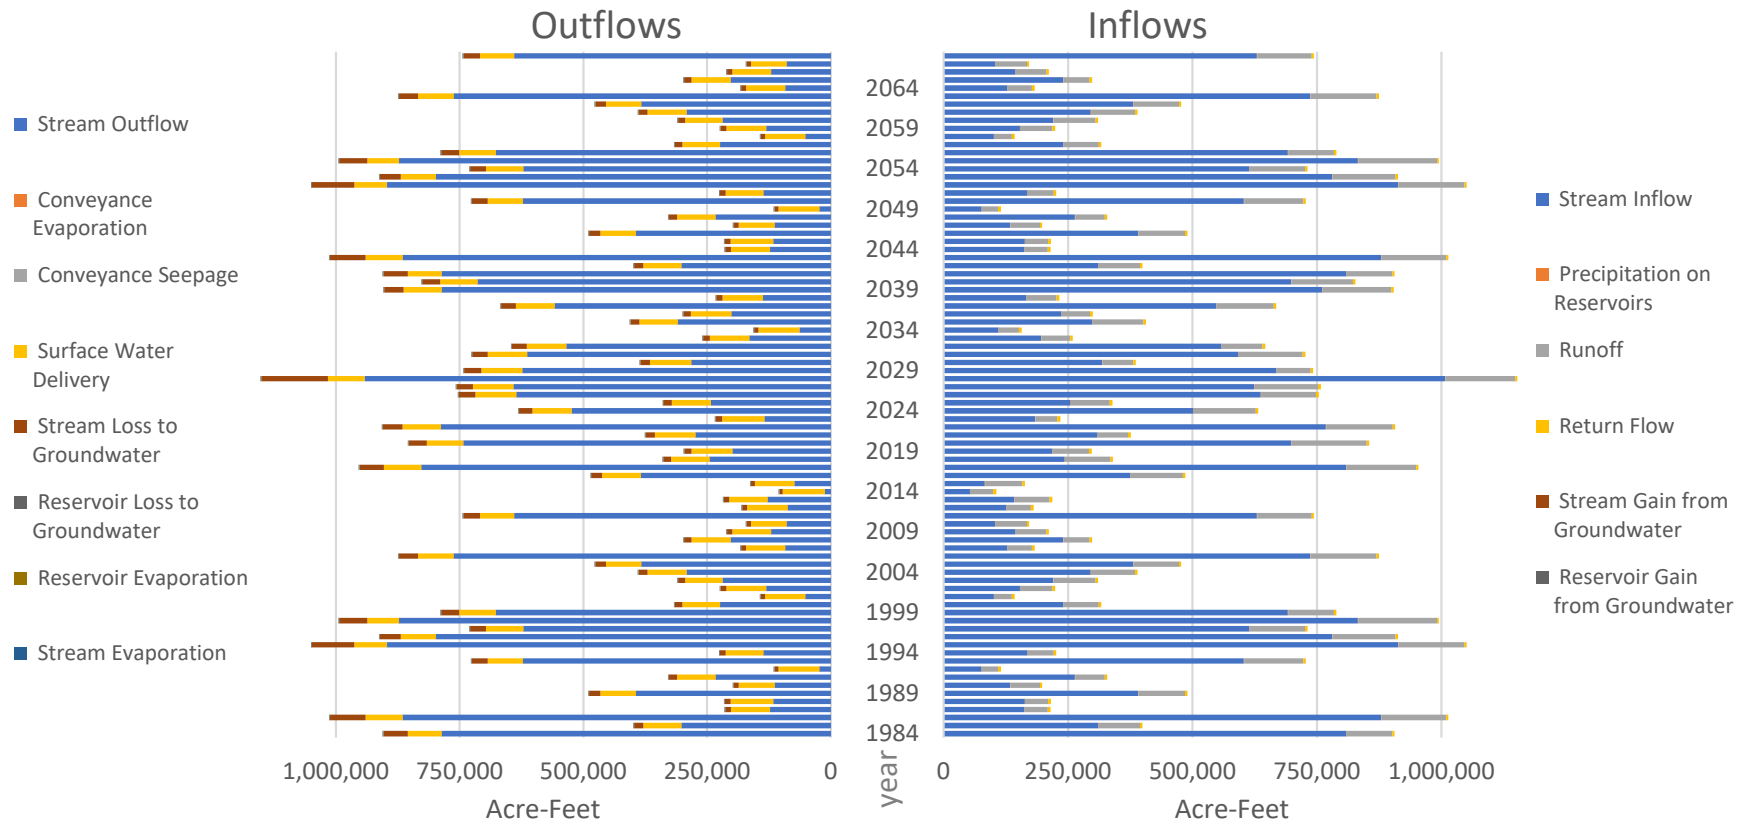 Outflows
Inflows
Stream Outflow
Conveyance
Evaporation
Conveyance Seepage
Surface Water
Delivery
Stream Loss to
Groundwater
Reservoir Loss to
Groundwater
Reservoir Evaporation
Stream Evaporation
2064
2059
2054
2049
2044
2039
2034
2029
2024
2019
2014
2009
2004
1999
1994
1989
1984
Stream Inflow
Precipitation on
Reservoirs
Runoff
Return Flow
Stream Gain from
Groundwater
Reservoir Gain
from Groundwater
1,000,000 750,000 500,000 250,000 0
year
0 250,000 500,000 750,000 1,000,000
Acre-Feet
Acre-Feet